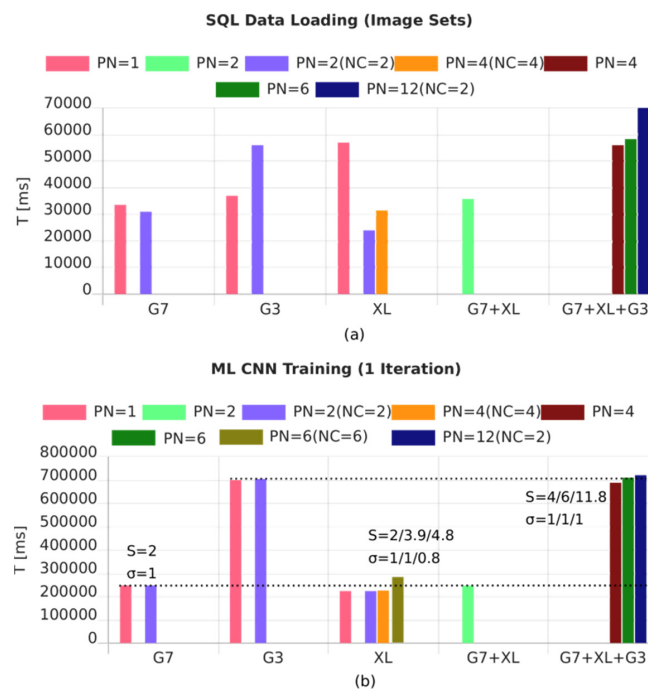 SQL Data Loading (Image Sets)
PN=1 PN=2 PN=2(NC=2) PN=4(NC=4) PN=4
PN=6 PN=12(NC=2)
70000
60000
50000
40000
30000
20000
10000
0
T [ms]
G7 G3 XL G7+XL G7+XL+G3
(a)
ML CNN Training (1 Iteration)
PN=1 PN=2 PN=2(NC=2) PN=4(NC=4) PN=4
PN=6 PN=6(NC=6) PN=12(NC=2)
800000
700000
600000
500000
400000
300000
200000
100000
0
T [ms]
S=4/6/11.8
σ=1/1/1
S=2/3.9/4.8
σ=1/1/0.8
S=2
σ=1
G7 G3 XL G7+XL G7+XL+G3
(b)